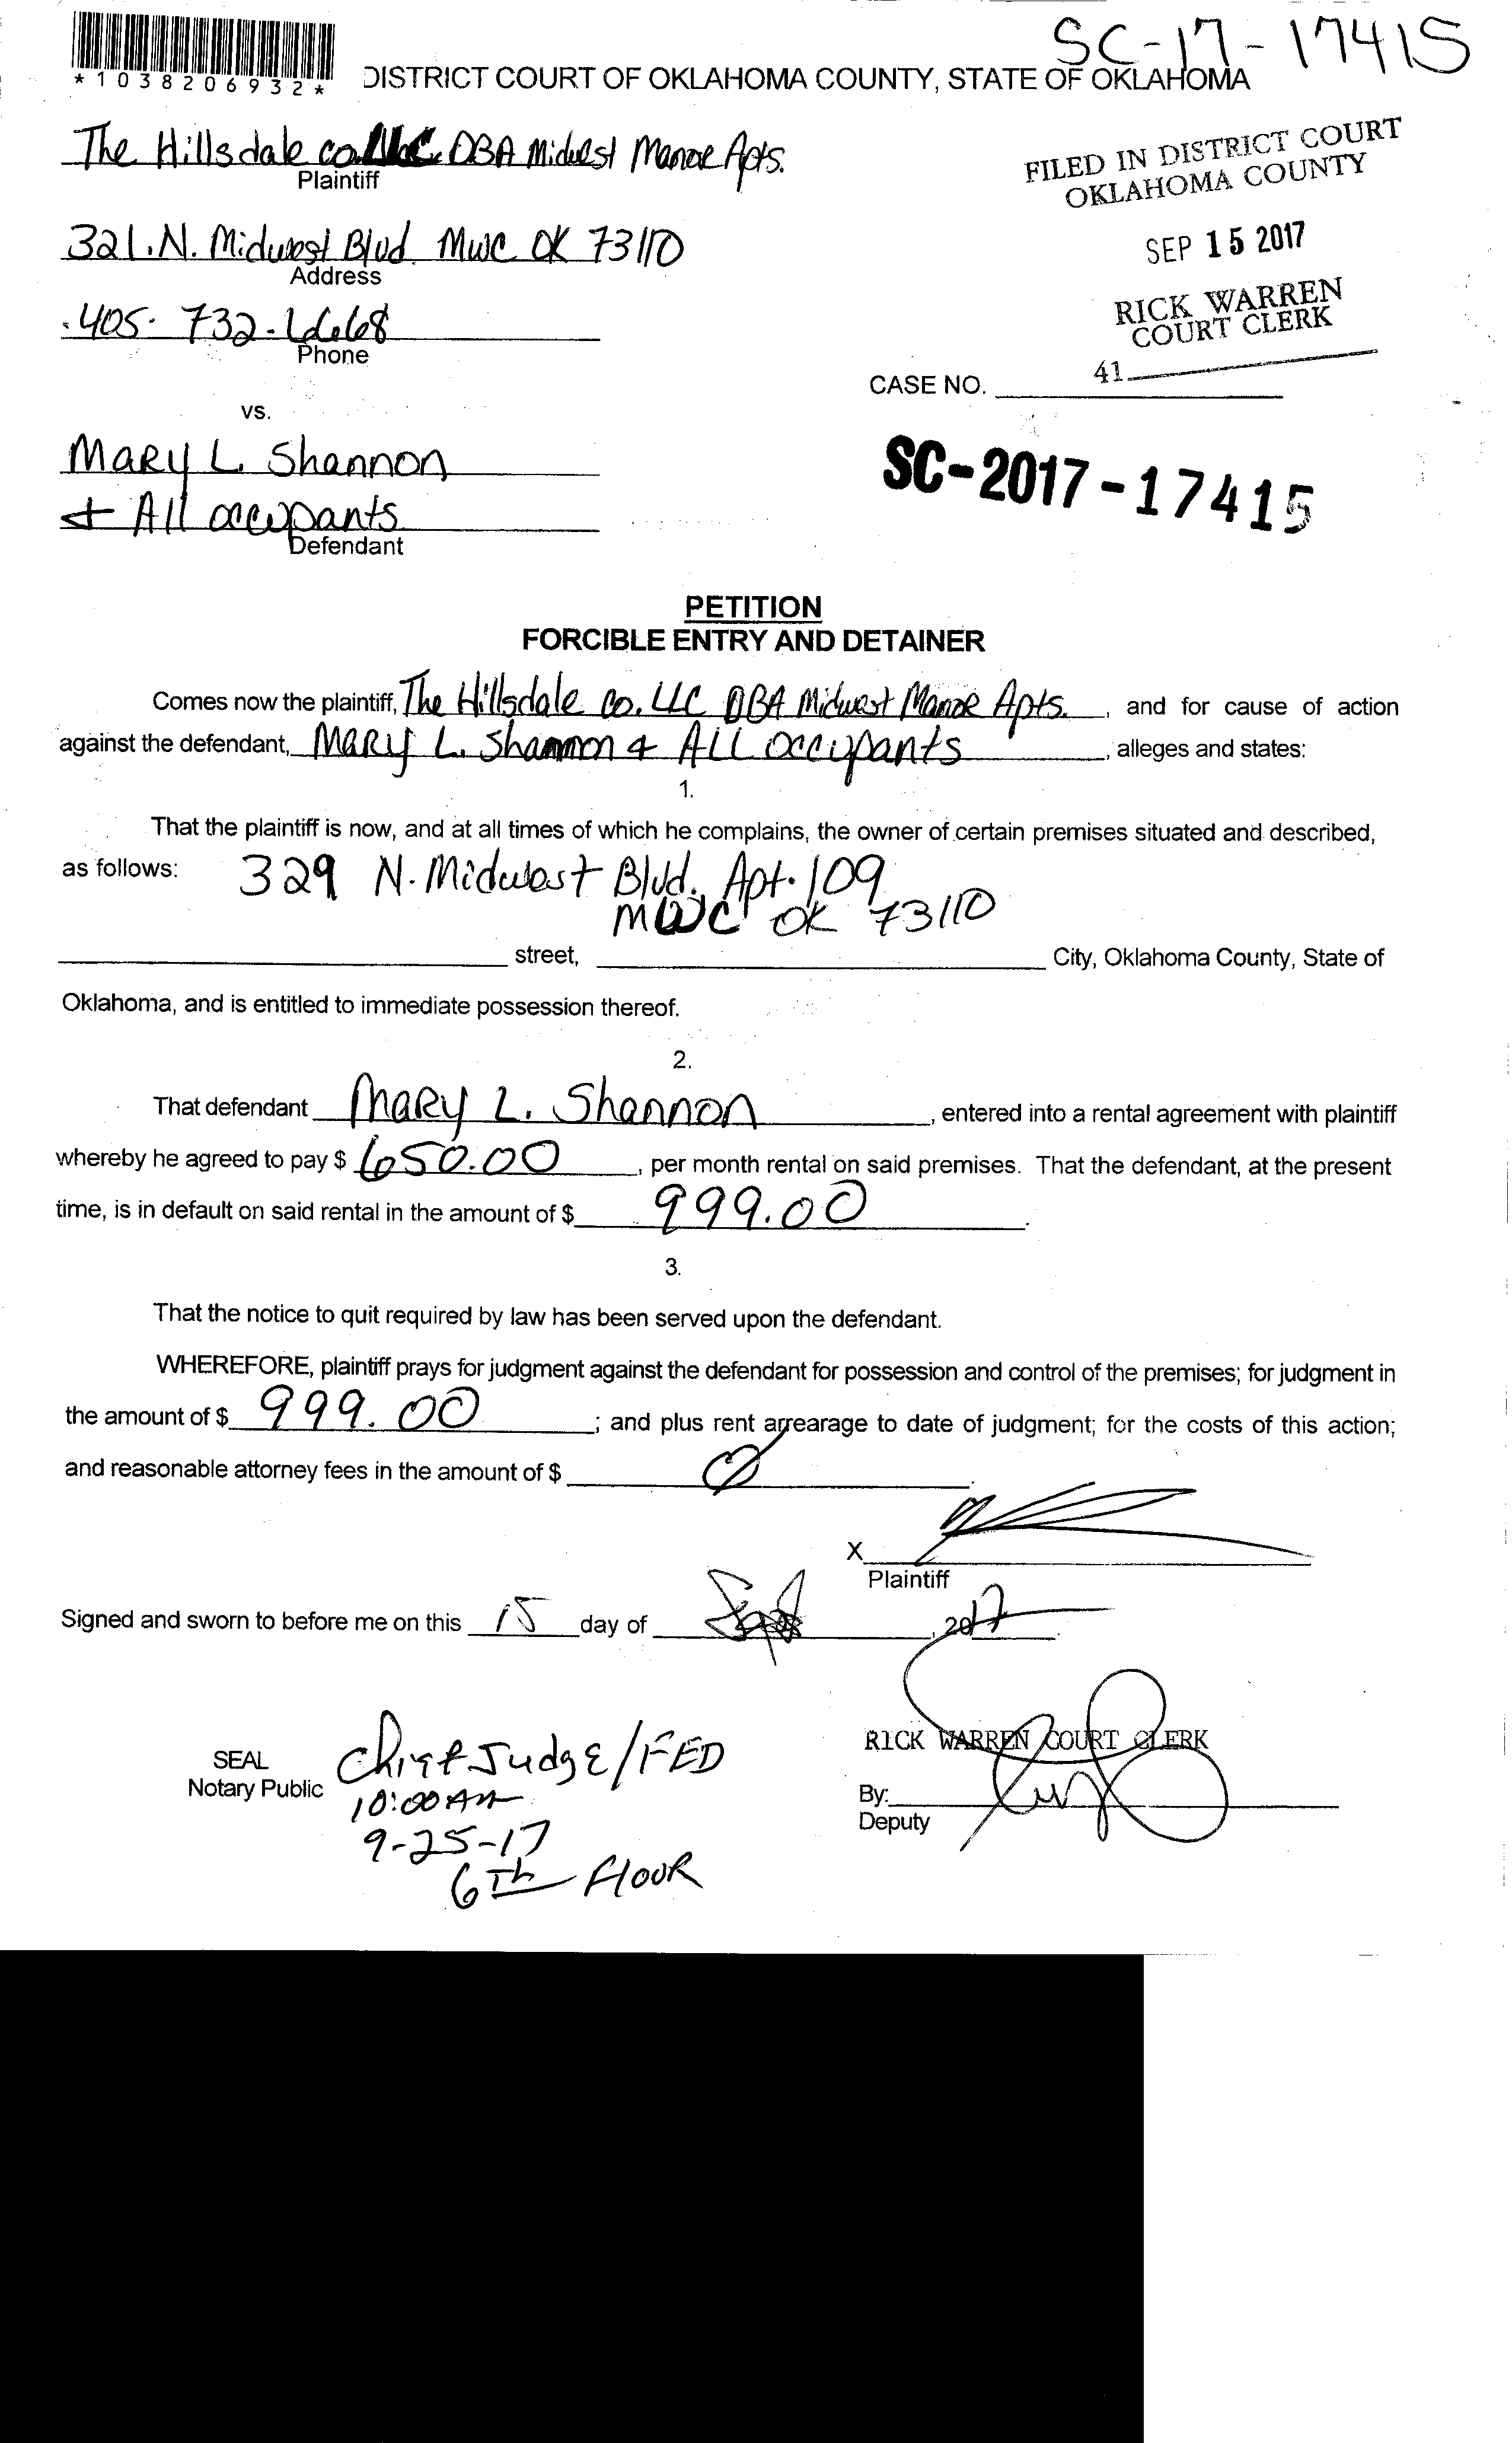 SC-17-17415
*1038206932*
DISTRICT COURT OF OKLAHOMA COUNTY, STATE OF OKLAHOMA
The Hillsdale co. LLC DBA Midwest Manor Apts.
Plaintiff
FILED IN DISTRICT COURT
OKLAHOMA COUNTY
321.N. Midwest Blvd. MWC OK 73110
Address
SEP 15 2017
405. 732.1668
Phone
RICK WARREN
COURT CLERK
41
CASE NO.
vs.
Mary L. Shannon
+ All occupants
Defendant
SC-2017-17415
PETITION
FORCIBLE ENTRY AND DETAINER
Comes now the plaintiff, The Hillsdale co. LLC DBA Midwest Manor Apts. , and for cause of action
against the defendant, Mary L. Shannon + All occupants , alleges and states:
1.
That the plaintiff is now, and at all times of which he complains, the owner of certain premises situated and described,
as follows: 329 N. Midwest Blvd. Apt. 109
MWC OK 73110
street, City, Oklahoma County, State of
Oklahoma, and is entitled to immediate possession thereof.
2.
That defendant Mary L. Shannon , entered into a rental agreement with plaintiff
whereby he agreed to pay $ 650.00 , per month rental on said premises. That the defendant, at the present
time, is in default on said rental in the amount of $ 999.00 .
3.
That the notice to quit required by law has been served upon the defendant.
WHEREFORE, plaintiff prays for judgment against the defendant for possession and control of the premises; for judgment in
the amount of $ 999.00 ; and plus rent arrearage to date of judgment; for the costs of this action;
and reasonable attorney fees in the amount of $ Ø .
X
Plaintiff
Signed and sworn to before me on this 15 day of Sept , 2017.
RICK WARREN COURT CLERK
SEAL
Notary Public
Chief Judge/FED
10:00 AM
9-25-17
6th Floor
By:
Deputy